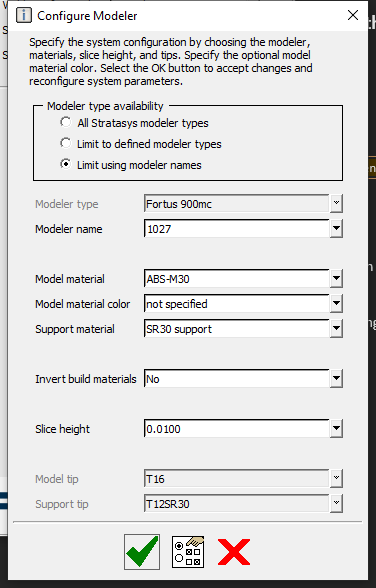 Configure Modeler
Specify the system configuration by choosing the modeler,
materials, slice height, and tips. Specify the optional model
material color. Select the OK button to accept changes and
reconfigure system parameters.
Modeler type availability
All Stratasys modeler types
Limit to defined modeler types
Limit using modeler names
Modeler type Fortus 900mc
Modeler name 1027
Model material ABS-M30
Model material color not specified
Support material SR30 support
Invert build materials No
Slice height 0.0100
Model tip T16
Support tip T12SR30